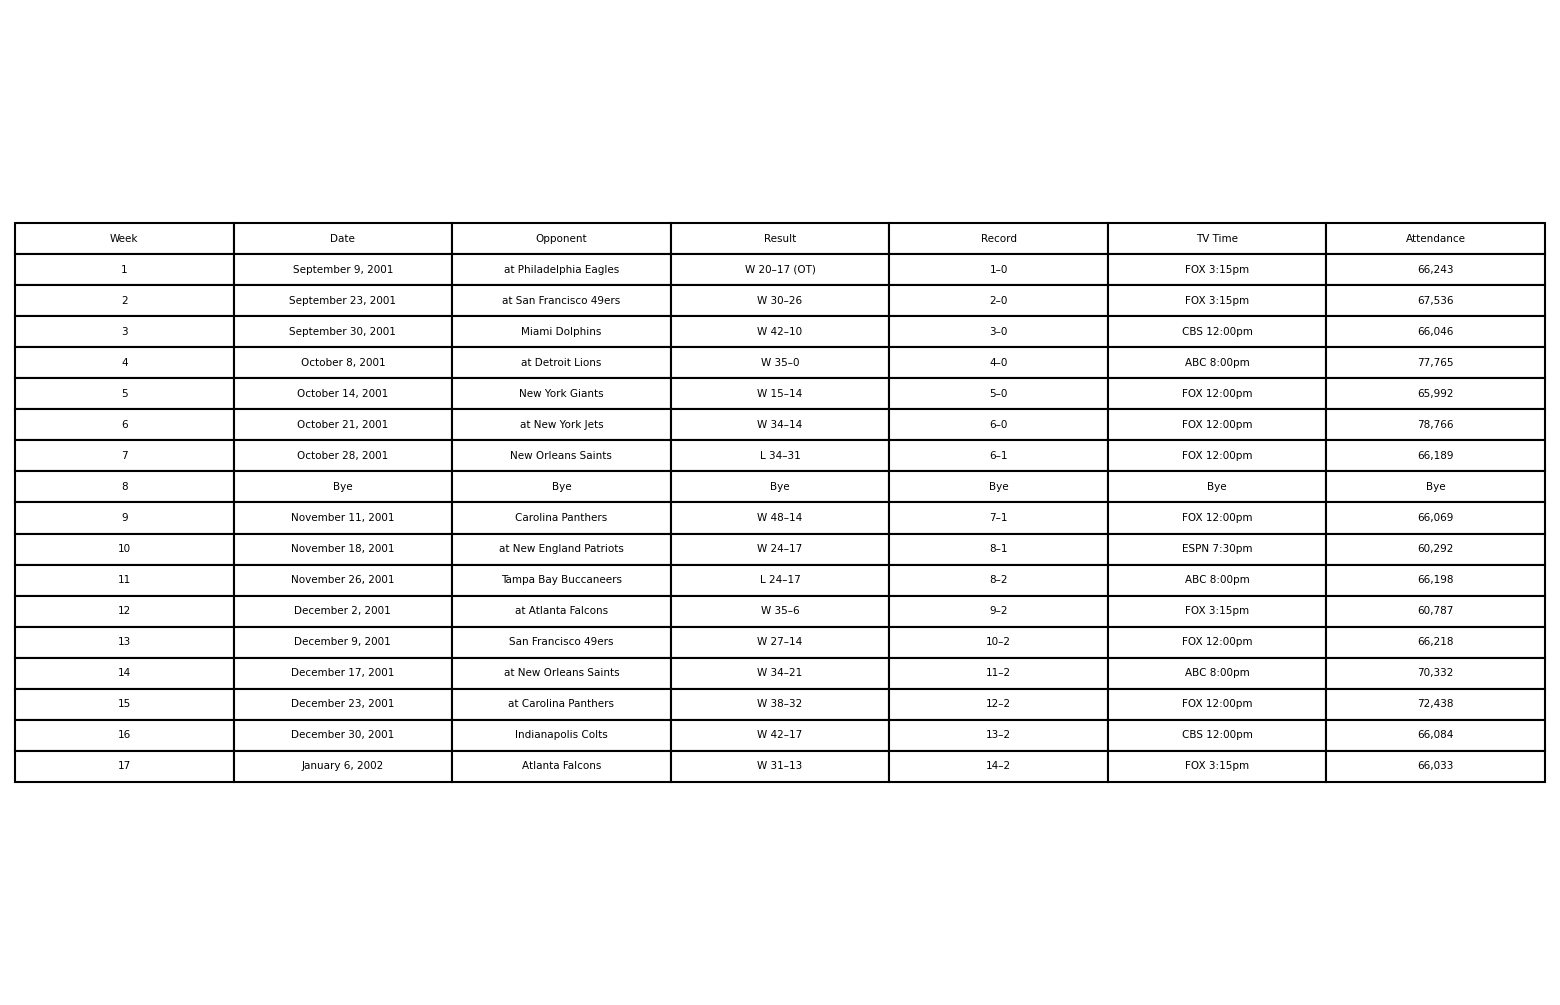 Week Date Opponent Result Record TV Time Attendance
1 September 9, 2001 at Philadelphia Eagles W 20–17 (OT) 1–0 FOX 3:15pm 66,243
2 September 23, 2001 at San Francisco 49ers W 30–26 2–0 FOX 3:15pm 67,536
3 September 30, 2001 Miami Dolphins W 42–10 3–0 CBS 12:00pm 66,046
4 October 8, 2001 at Detroit Lions W 35–0 4–0 ABC 8:00pm 77,765
5 October 14, 2001 New York Giants W 15–14 5–0 FOX 12:00pm 65,992
6 October 21, 2001 at New York Jets W 34–14 6–0 FOX 12:00pm 78,766
7 October 28, 2001 New Orleans Saints L 34–31 6–1 FOX 12:00pm 66,189
8 Bye Bye Bye Bye Bye Bye
9 November 11, 2001 Carolina Panthers W 48–14 7–1 FOX 12:00pm 66,069
10 November 18, 2001 at New England Patriots W 24–17 8–1 ESPN 7:30pm 60,292
11 November 26, 2001 Tampa Bay Buccaneers L 24–17 8–2 ABC 8:00pm 66,198
12 December 2, 2001 at Atlanta Falcons W 35–6 9–2 FOX 3:15pm 60,787
13 December 9, 2001 San Francisco 49ers W 27–14 10–2 FOX 12:00pm 66,218
14 December 17, 2001 at New Orleans Saints W 34–21 11–2 ABC 8:00pm 70,332
15 December 23, 2001 at Carolina Panthers W 38–32 12–2 FOX 12:00pm 72,438
16 December 30, 2001 Indianapolis Colts W 42–17 13–2 CBS 12:00pm 66,084
17 January 6, 2002 Atlanta Falcons W 31–13 14–2 FOX 3:15pm 66,033